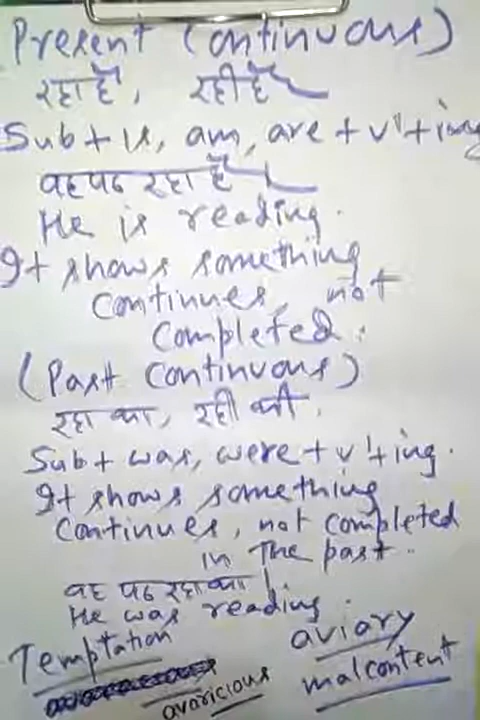 Present (Continuous)
रहा है, रही है
Sub + is, am, are + v¹ + ing
वह पढ़ रहा है।
He is reading.
It shows something
continues, not
completed.
(Past Continuous)
रहा था, रही थी,
Sub + was, were + v¹ + ing.
It shows something
continues, not completed
in the past.
वह पढ़ रहा था।
He was reading.
Temptation
avaricious
aviary
malcontent